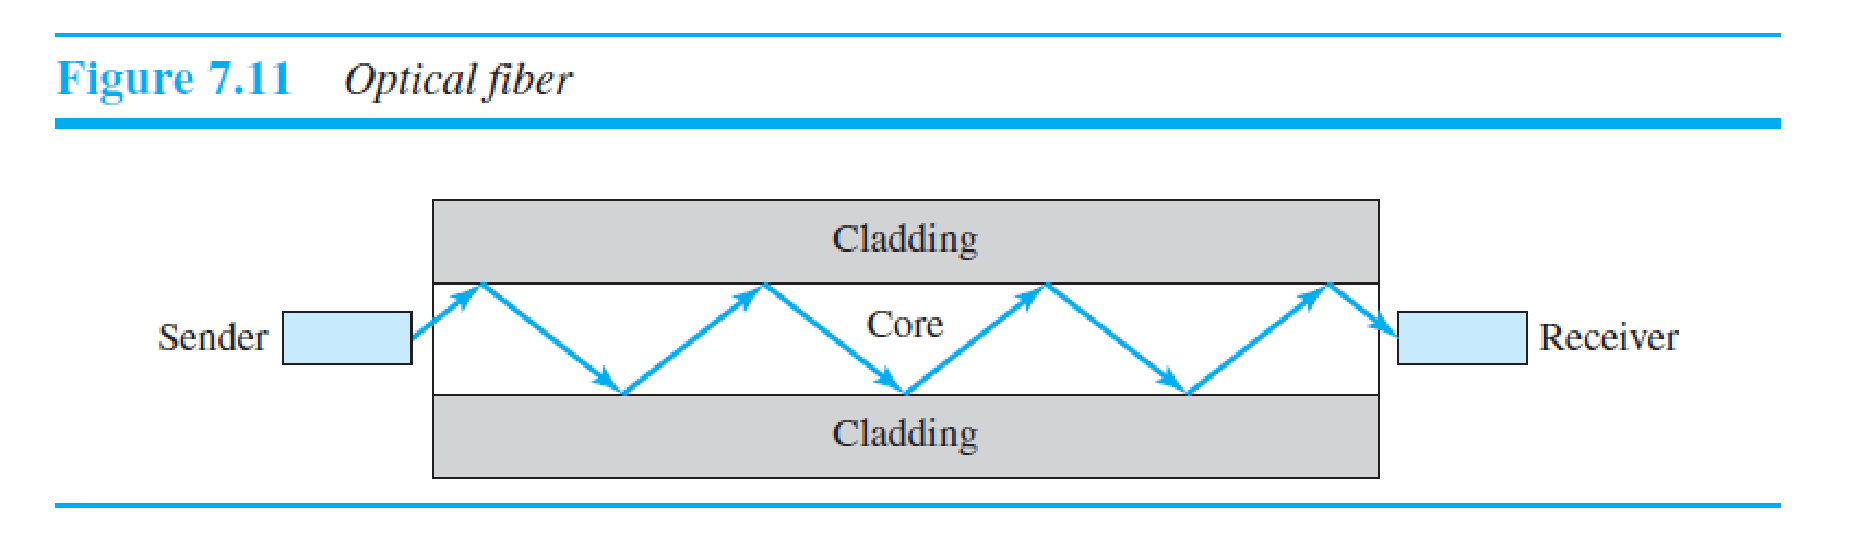 Figure 7.11 Optical fiber
Cladding
Sender
Core
Receiver
Cladding